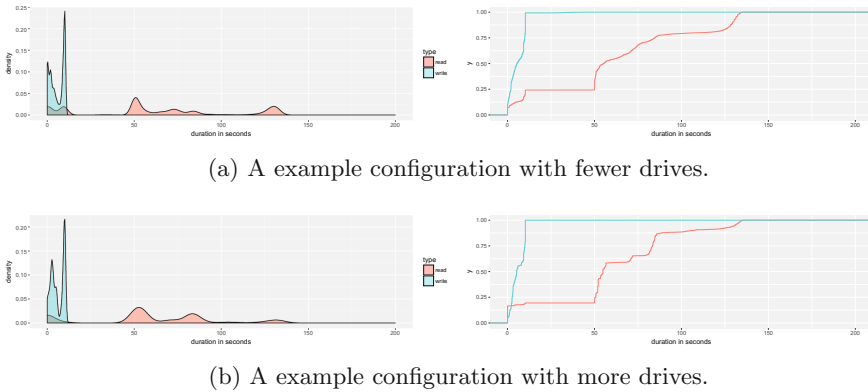 0.25
0.20
0.15
0.10
0.05
0.00
density
0 50 100 150 200
duration in seconds
type
read
write
1.00
0.75
0.50
0.25
0.00
y
0 50 100 150 200
duration in seconds
(a) A example configuration with fewer drives.
0.20
0.15
0.10
0.05
0.00
density
0 50 100 150 200
duration in seconds
type
read
write
1.00
0.75
0.50
0.25
0.00
y
0 50 100 150 200
duration in seconds
(b) A example configuration with more drives.